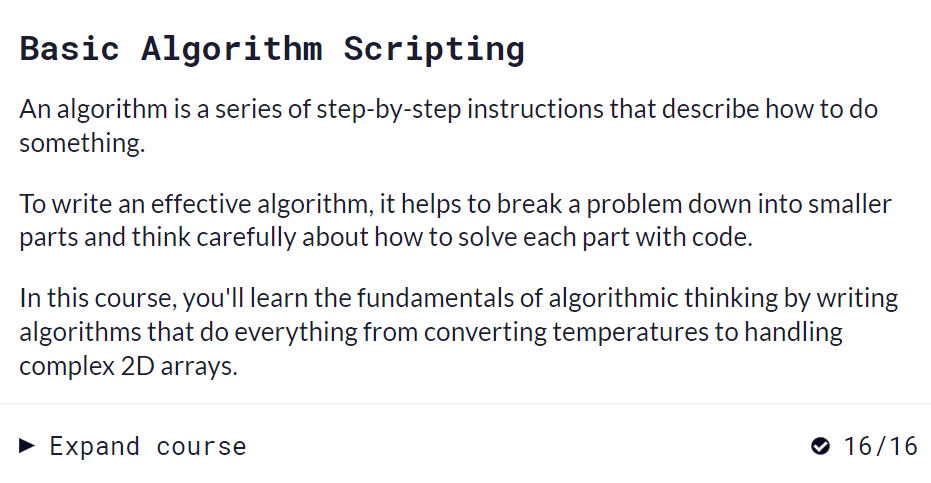 Basic Algorithm Scripting
An algorithm is a series of step-by-step instructions that describe how to do
something.
To write an effective algorithm, it helps to break a problem down into smaller
parts and think carefully about how to solve each part with code.
In this course, you'll learn the fundamentals of algorithmic thinking by writing
algorithms that do everything from converting temperatures to handling
complex 2D arrays.
Expand course 16/16